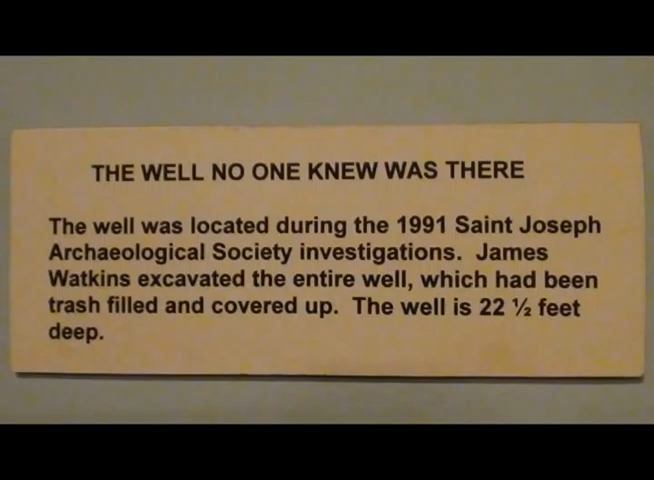 THE WELL NO ONE KNEW WAS THERE
The well was located during the 1991 Saint Joseph
Archaeological Society investigations.  James
Watkins excavated the entire well, which had been
trash filled and covered up.  The well is 22 ½ feet
deep.